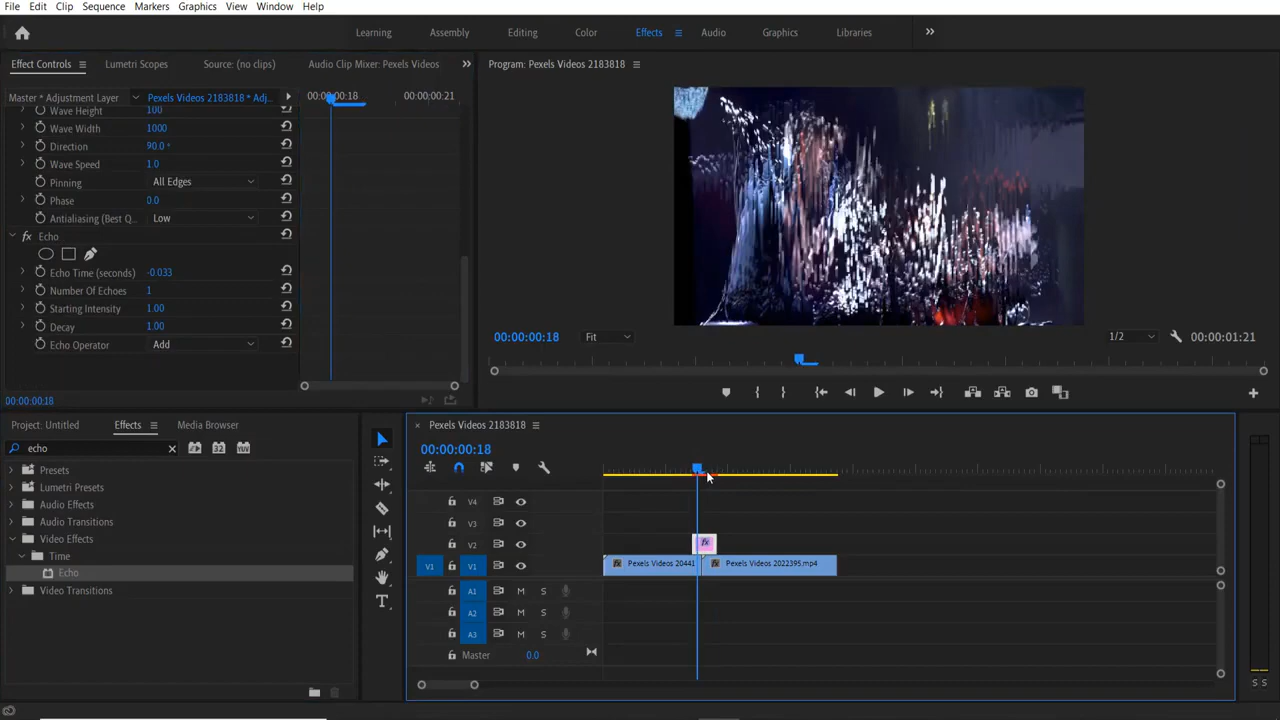 File Edit Clip Sequence Markers Graphics View Window Help
Learning Assembly Editing Color Effects Audio Graphics Libraries
Effect Controls Lumetri Scopes Source: (no clips) Audio Clip Mixer: Pexels Videos
Program: Pexels Videos 2183818
Master * Adjustment Layer Pexels Videos 2183818 * Adj...
00:00:00:18 00:00:00:21
Wave Height 100
Wave Width 1000
Direction 90.0 °
Wave Speed 1.0
Pinning All Edges
Phase 0.0
Antialiasing (Best Q... Low
fx Echo
Echo Time (seconds) -0.033
Number Of Echoes 1
Starting Intensity 1.00
Decay 1.00
Echo Operator Add
00:00:00:18
00:00:00:18 Fit 1/2 00:00:01:21
Project: Untitled Effects Media Browser
echo 32 YUV
Presets
Lumetri Presets
Audio Effects
Audio Transitions
Video Effects
Time
Echo
Video Transitions
× Pexels Videos 2183818
00:00:00:18
V4
V3
V2 fx
V1 V1 fx Pexels Videos 20441 fx Pexels Videos 2022395.mp4
A1 M S
A2 M S
A3 M S
Master 0.0
S S